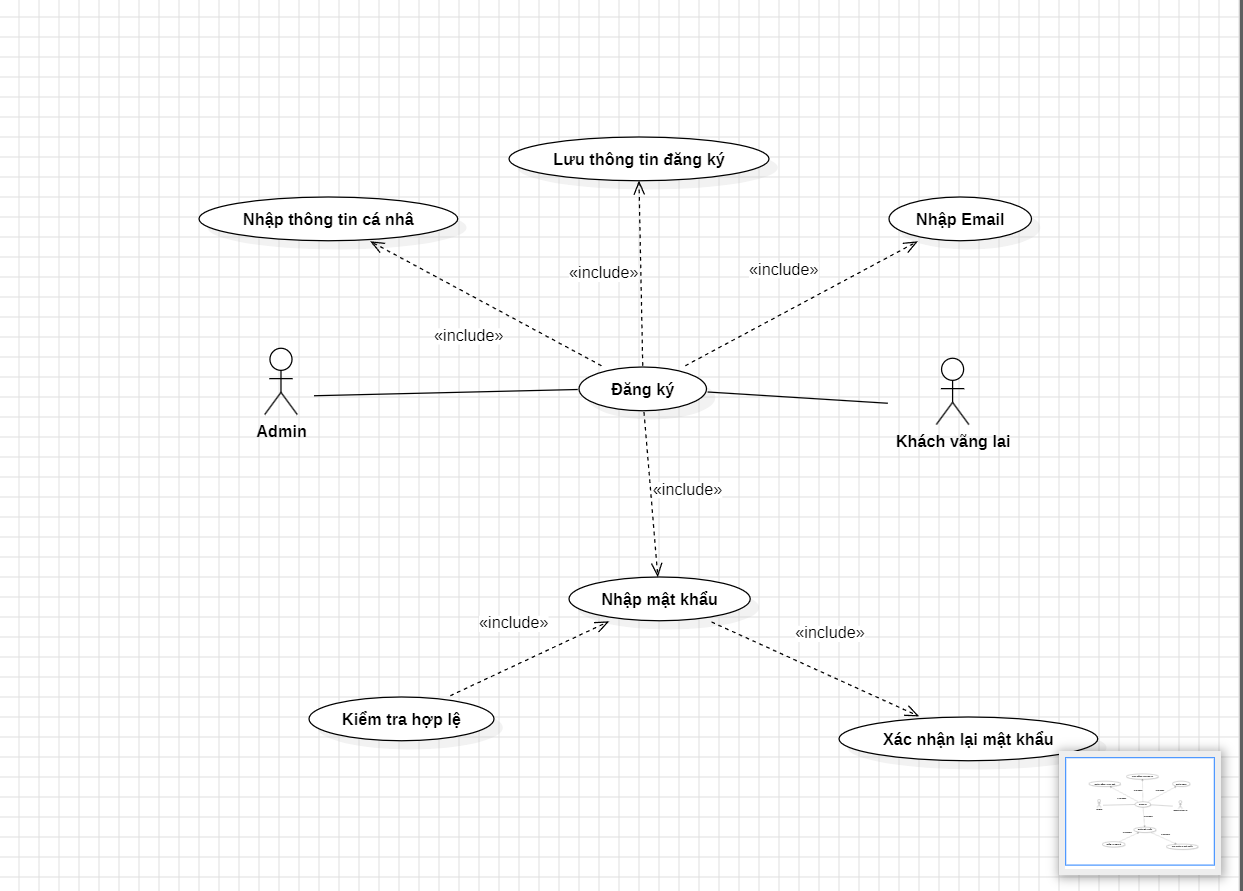 Lưu thông tin đăng ký
Nhập thông tin cá nhâ
Nhập Email
«include»
«include»
«include»
Đăng ký
Admin
Khách vãng lai
«include»
Nhập mật khẩu
«include»
«include»
Kiểm tra hợp lệ
Xác nhận lại mật khẩu